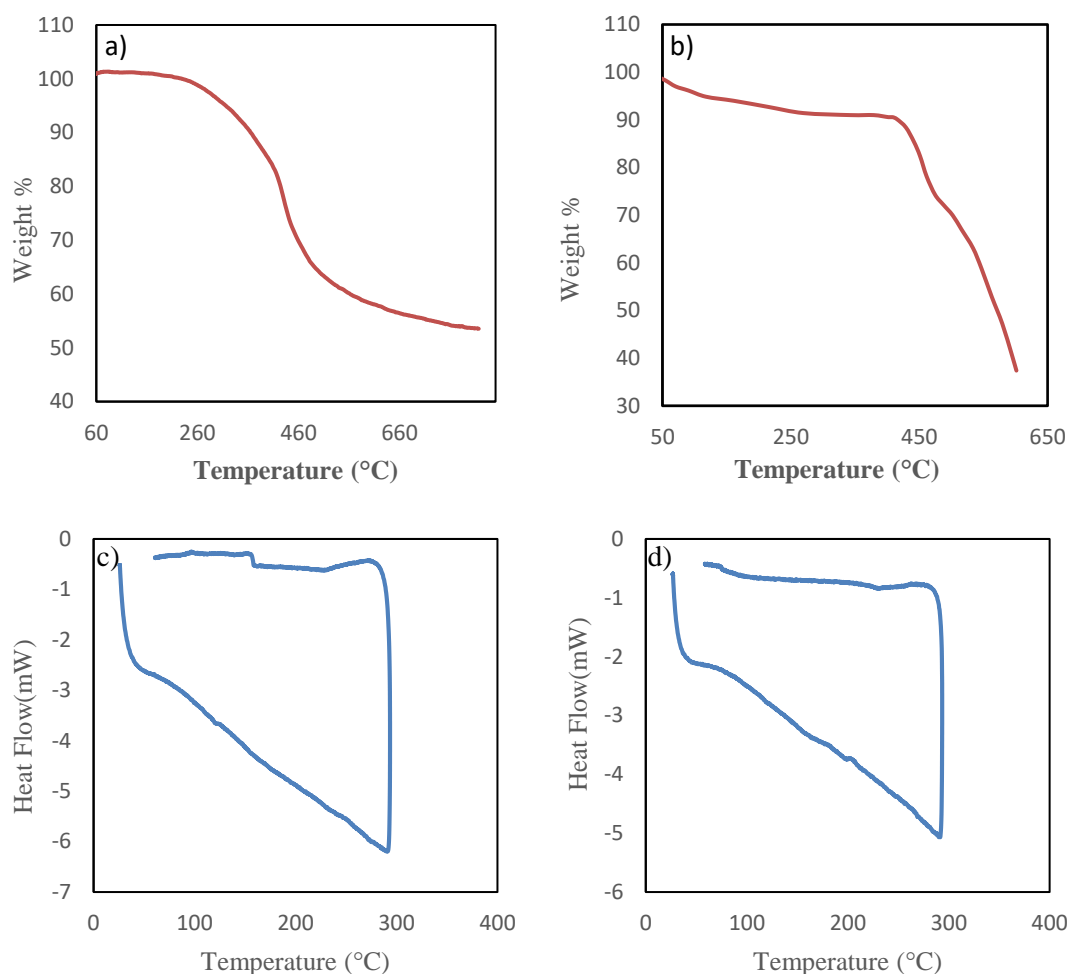 a)
110
100
90
80
70
60
50
40
Weight %
60 260 460 660
Temperature (°C)
b)
110
100
90
80
70
60
50
40
30
Weight %
50 250 450 650
Temperature (°C)
c)
0
-1
-2
-3
-4
-5
-6
-7
Heat Flow(mW)
0 100 200 300 400
Temperature (°C)
d)
0
-1
-2
-3
-4
-5
-6
Heat Flow(mW)
0 100 200 300 400
Temperature (°C)